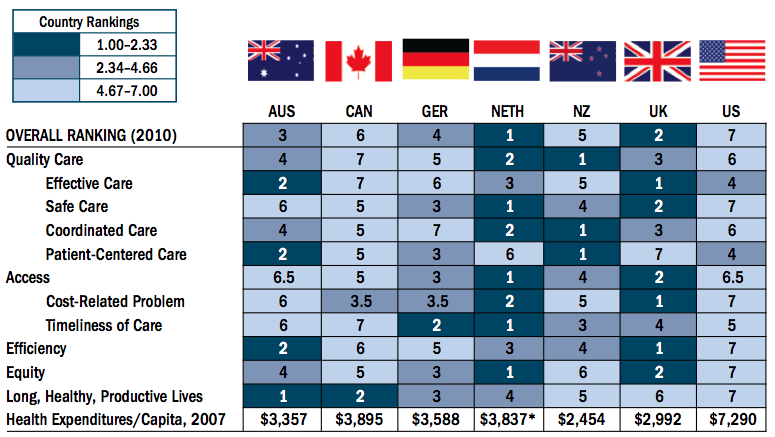 Country Rankings
1.00–2.33
2.34–4.66
4.67–7.00
AUS CAN GER NETH NZ UK US
OVERALL RANKING (2010) 3 6 4 1 5 2 7
Quality Care 4 7 5 2 1 3 6
Effective Care 2 7 6 3 5 1 4
Safe Care 6 5 3 1 4 2 7
Coordinated Care 4 5 7 2 1 3 6
Patient-Centered Care 2 5 3 6 1 7 4
Access 6.5 5 3 1 4 2 6.5
Cost-Related Problem 6 3.5 3.5 2 5 1 7
Timeliness of Care 6 7 2 1 3 4 5
Efficiency 2 6 5 3 4 1 7
Equity 4 5 3 1 6 2 7
Long, Healthy, Productive Lives 1 2 3 4 5 6 7
Health Expenditures/Capita, 2007 $3,357 $3,895 $3,588 $3,837* $2,454 $2,992 $7,290